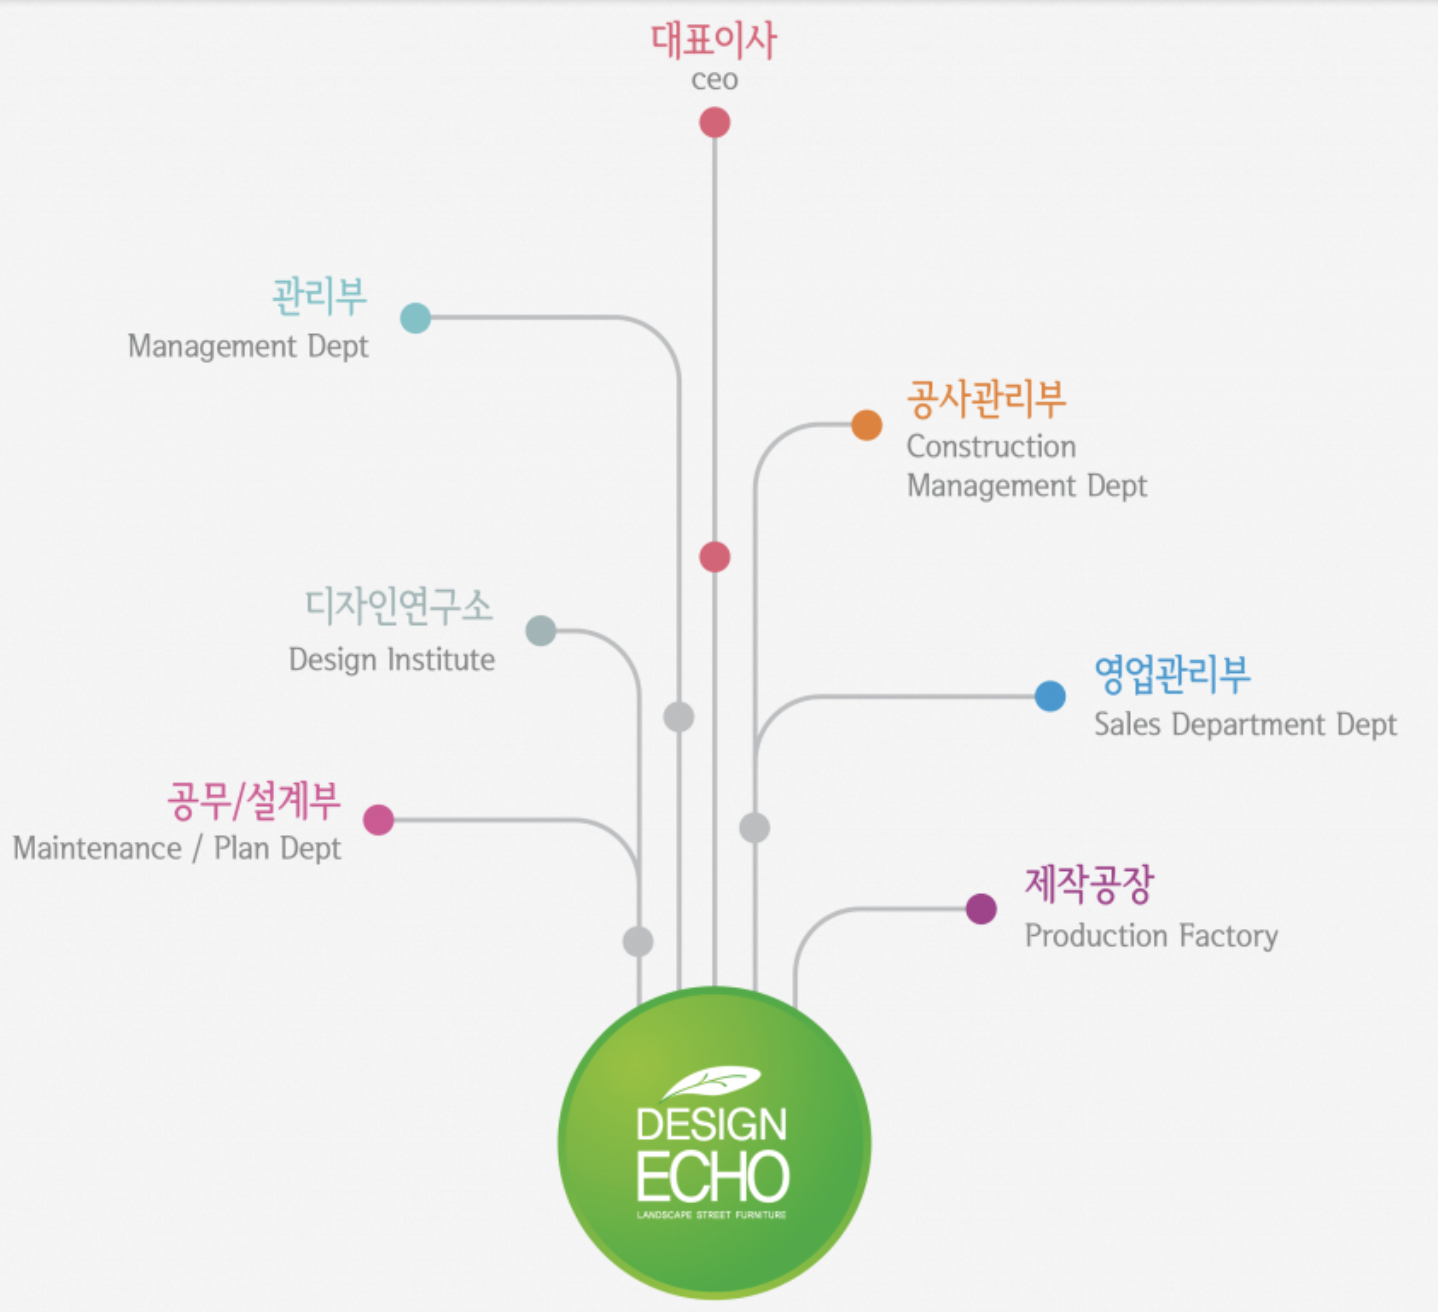 대표이사
ceo
관리부
Management Dept
공사관리부
Construction
Management Dept
디자인연구소
Design Institute
영업관리부
Sales Department Dept
공무/설계부
Maintenance / Plan Dept
제작공장
Production Factory
DESIGN
ECHO
LANDSCAPE STREET FURNITURE